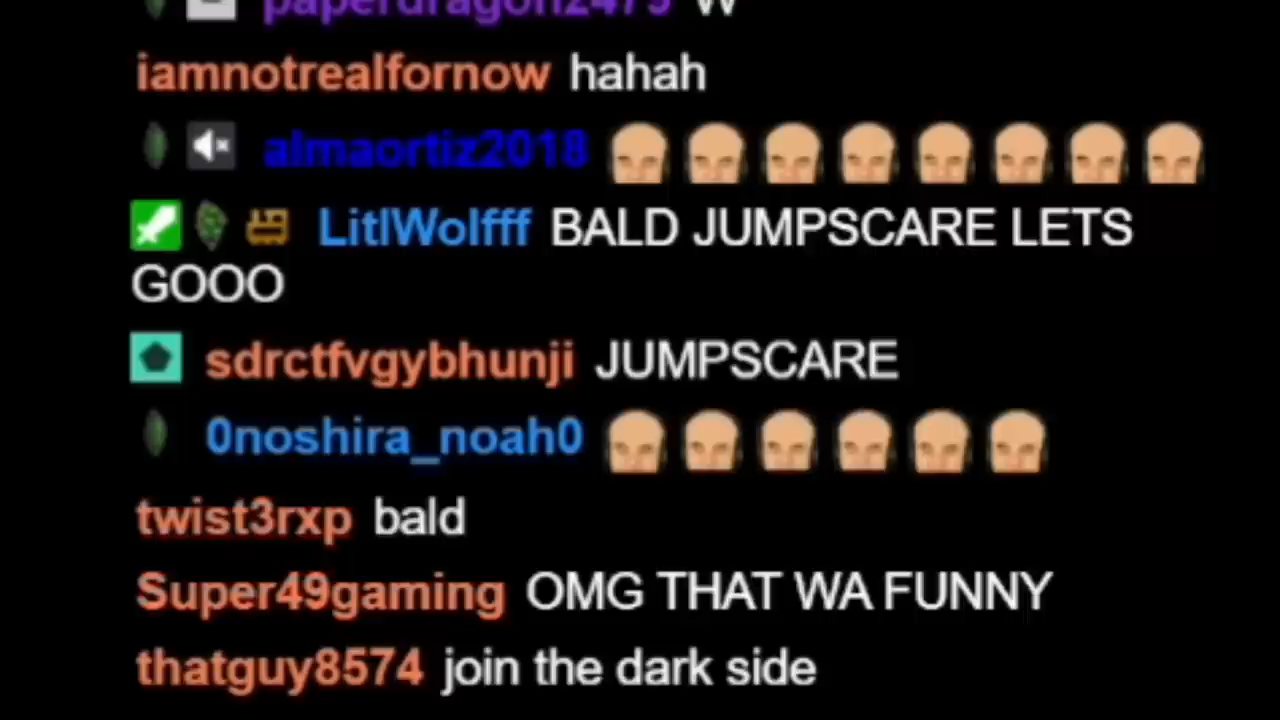 paperdragon2479 W
iamnotrealfornow hahah
almaortiz2018
LitlWolfff BALD JUMPSCARE LETS
GOOO
sdrctfvgybhunji JUMPSCARE
0noshira_noah0
twist3rxp bald
Super49gaming OMG THAT WA FUNNY
thatguy8574 join the dark side